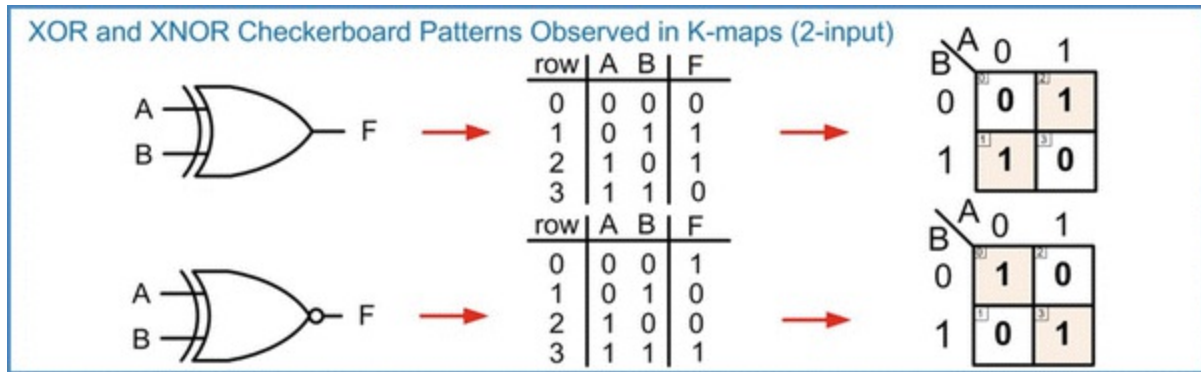 XOR and XNOR Checkerboard Patterns Observed in K-maps (2-input)
A
B
F
row A B F
0 0 0 0
1 0 1 1
2 1 0 1
3 1 1 0
A
B
0 1
0 1
0 0 1
1 3
1 1 0
A
B
F
row A B F
0 0 0 1
1 0 1 0
2 1 0 0
3 1 1 1
A
B
0 1
0 2
0 1 0
1 3
1 0 1